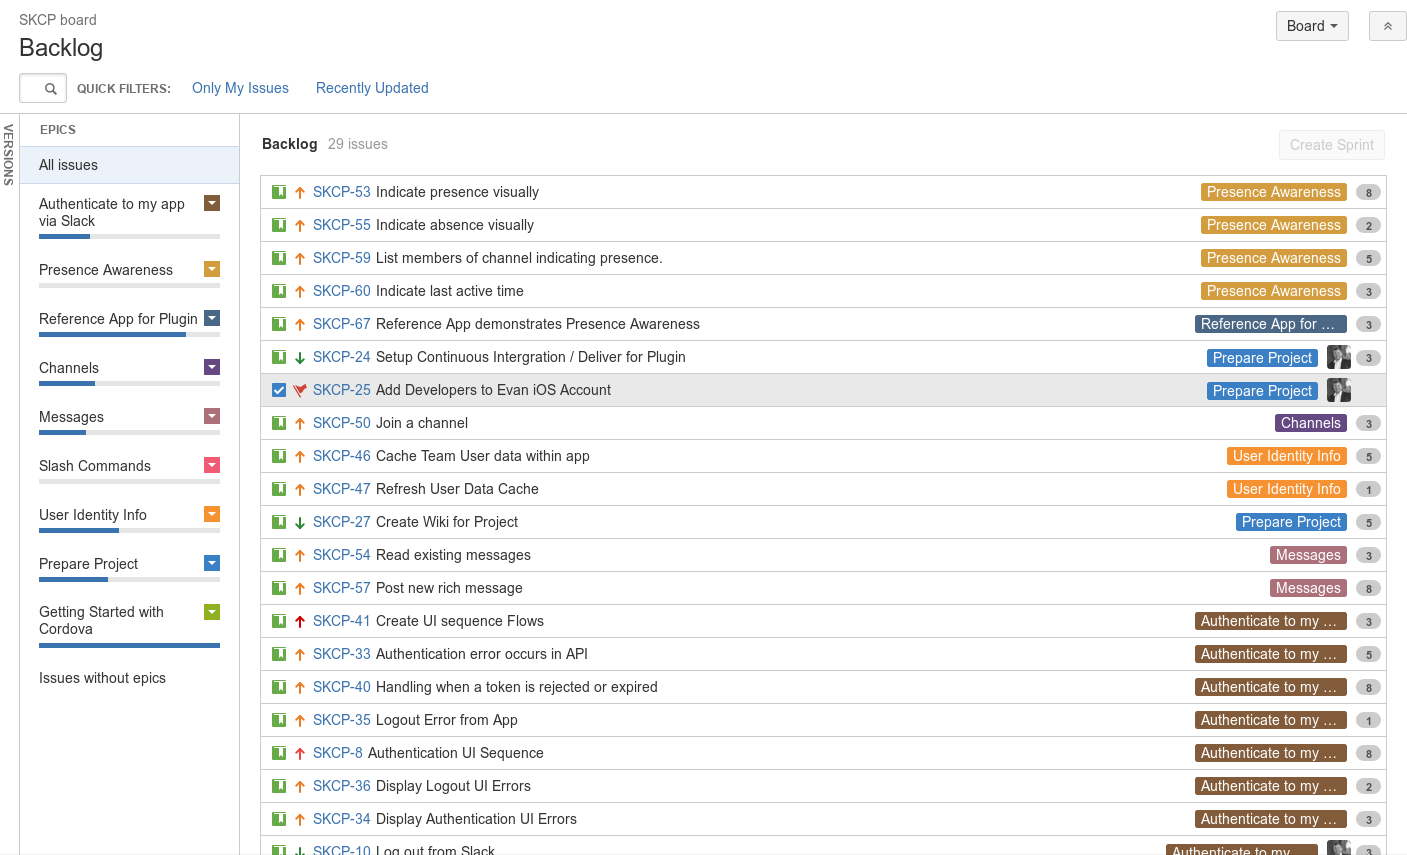 SKCP board
Board
Backlog
QUICK FILTERS: Only My Issues Recently Updated
VERSIONS
EPICS
All issues
Authenticate to my app
via Slack
Presence Awareness
Reference App for Plugin
Channels
Messages
Slash Commands
User Identity Info
Prepare Project
Getting Started with
Cordova
Issues without epics
Backlog 29 issues
Create Sprint
SKCP-53 Indicate presence visually Presence Awareness 8
SKCP-55 Indicate absence visually Presence Awareness 2
SKCP-59 List members of channel indicating presence. Presence Awareness 5
SKCP-60 Indicate last active time Presence Awareness 3
SKCP-67 Reference App demonstrates Presence Awareness Reference App for ... 3
SKCP-24 Setup Continuous Intergration / Deliver for Plugin Prepare Project 3
SKCP-25 Add Developers to Evan iOS Account Prepare Project
SKCP-50 Join a channel Channels 3
SKCP-46 Cache Team User data within app User Identity Info 5
SKCP-47 Refresh User Data Cache User Identity Info 1
SKCP-27 Create Wiki for Project Prepare Project 5
SKCP-54 Read existing messages Messages 3
SKCP-57 Post new rich message Messages 8
SKCP-41 Create UI sequence Flows Authenticate to my ... 3
SKCP-33 Authentication error occurs in API Authenticate to my ... 5
SKCP-40 Handling when a token is rejected or expired Authenticate to my ... 8
SKCP-35 Logout Error from App Authenticate to my ... 1
SKCP-8 Authentication UI Sequence Authenticate to my ... 8
SKCP-36 Display Logout UI Errors Authenticate to my ... 2
SKCP-34 Display Authentication UI Errors Authenticate to my ... 3
SKCP-10 Log out from Slack Authenticate to my ... 3